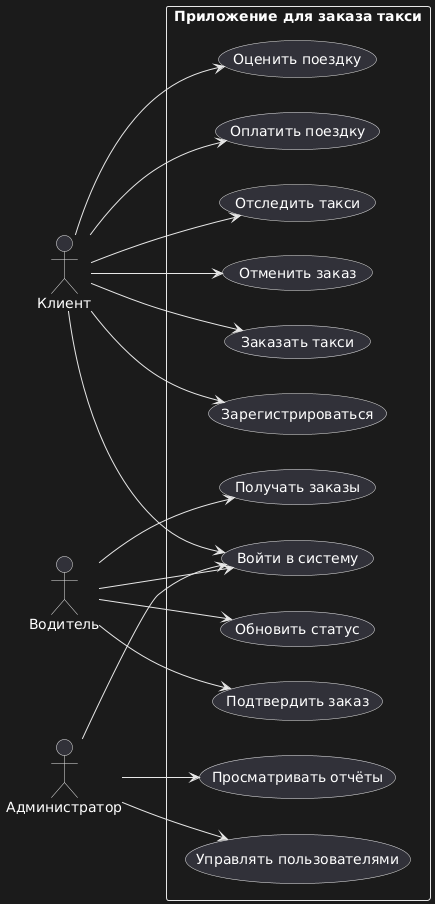 Приложение для заказа такси
Оценить поездку
Оплатить поездку
Отследить такси
Отменить заказ
Клиент
Заказать такси
Зарегистрироваться
Получать заказы
Войти в систему
Водитель
Обновить статус
Подтвердить заказ
Просматривать отчёты
Администратор
Управлять пользователями